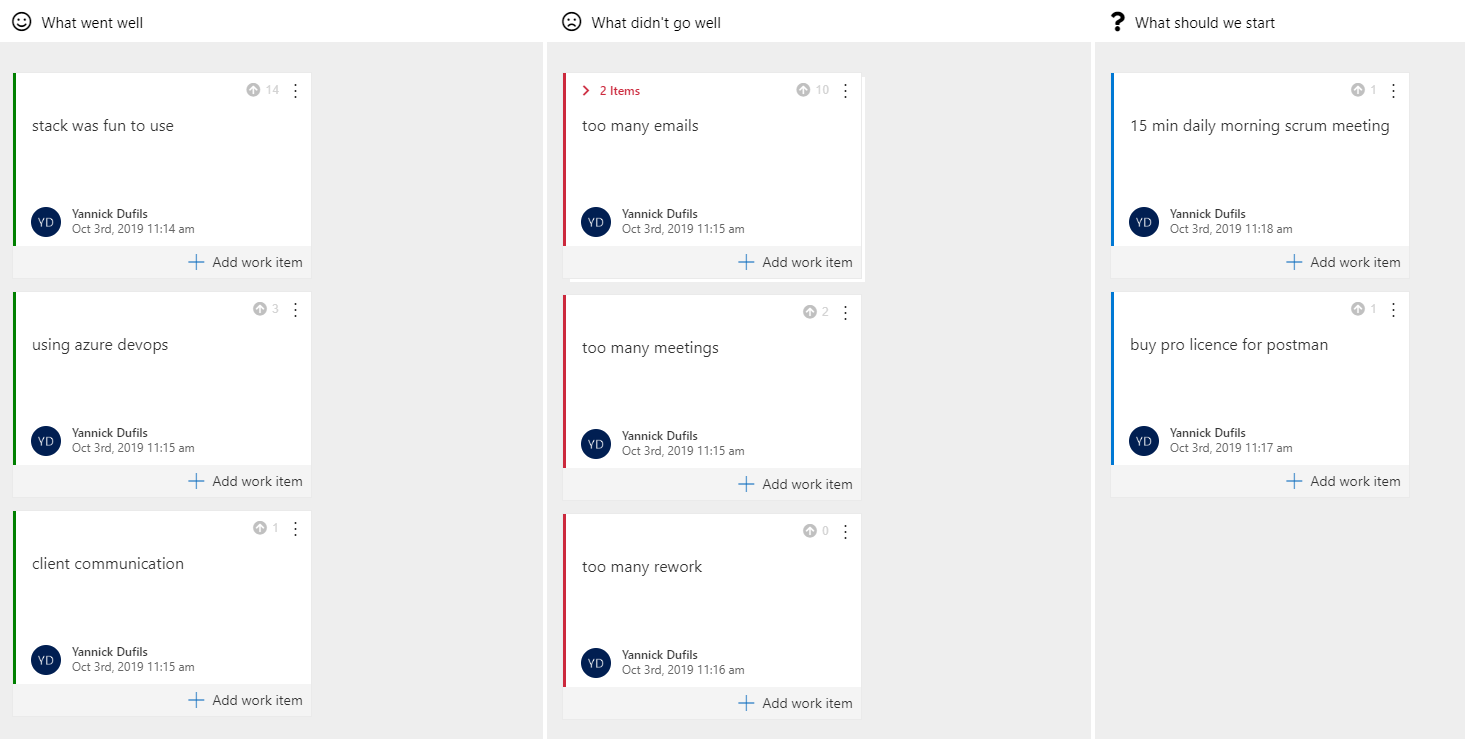 What went well
14
stack was fun to use
YD
Yannick Dufils
Oct 3rd, 2019 11:14 am
Add work item
3
using azure devops
YD
Yannick Dufils
Oct 3rd, 2019 11:15 am
Add work item
1
client communication
YD
Yannick Dufils
Oct 3rd, 2019 11:15 am
Add work item
What didn't go well
2 Items
10
too many emails
YD
Yannick Dufils
Oct 3rd, 2019 11:15 am
Add work item
2
too many meetings
YD
Yannick Dufils
Oct 3rd, 2019 11:15 am
Add work item
0
too many rework
YD
Yannick Dufils
Oct 3rd, 2019 11:16 am
Add work item
What should we start
1
15 min daily morning scrum meeting
YD
Yannick Dufils
Oct 3rd, 2019 11:18 am
Add work item
1
buy pro licence for postman
YD
Yannick Dufils
Oct 3rd, 2019 11:17 am
Add work item